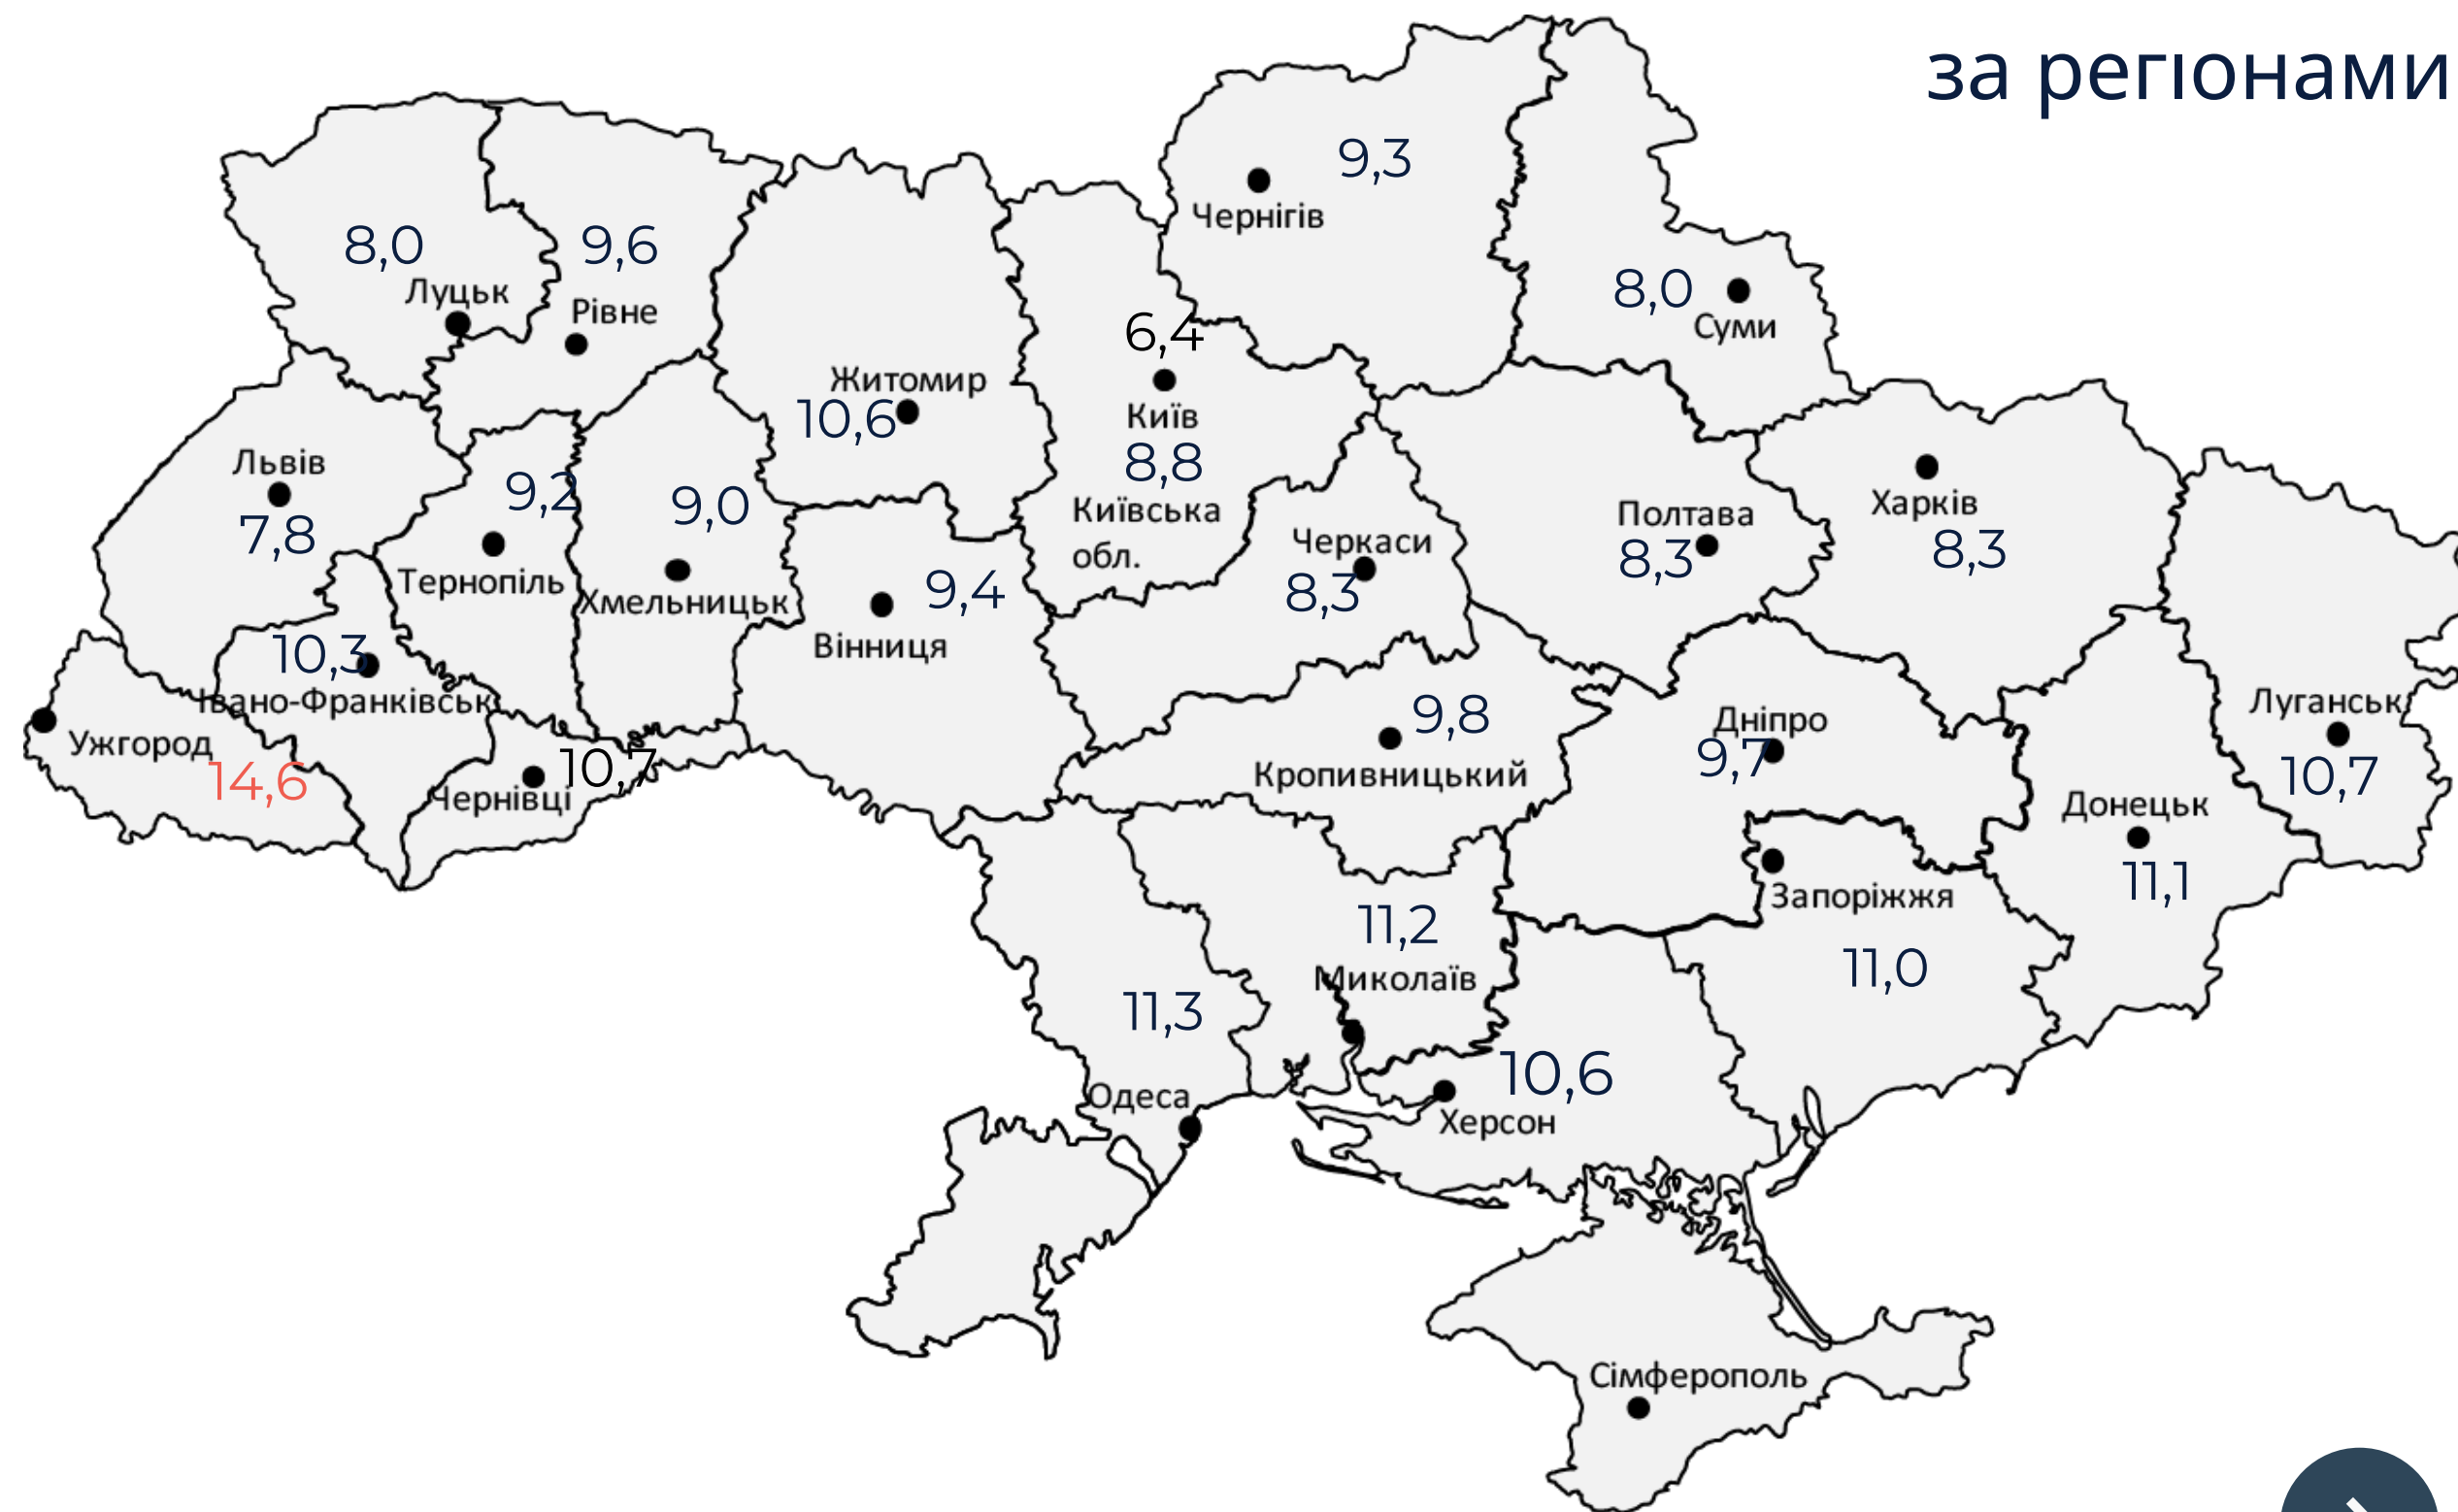 за регіонами
9,3
Чернігів
8,0
Луцьк
9,6
Рівне
8,0
Суми
6,4
Київ
8,8
Київська
обл.
Житомир
10,6
Львів
7,8
9,2
Тернопіль
9,0
Хмельницьк
9,4
Вінниця
Черкаси
8,3
Полтава
8,3
Харків
8,3
10,3
Івано-Франківськ
Ужгород
14,6
10,7
Чернівці
9,8
Кропивницький
Дніпро
9,7
Луганськ
10,7
Донецьк
11,1
Запоріжжя
11,0
11,2
Миколаїв
11,3
Одеса
10,6
Херсон
Сімферополь